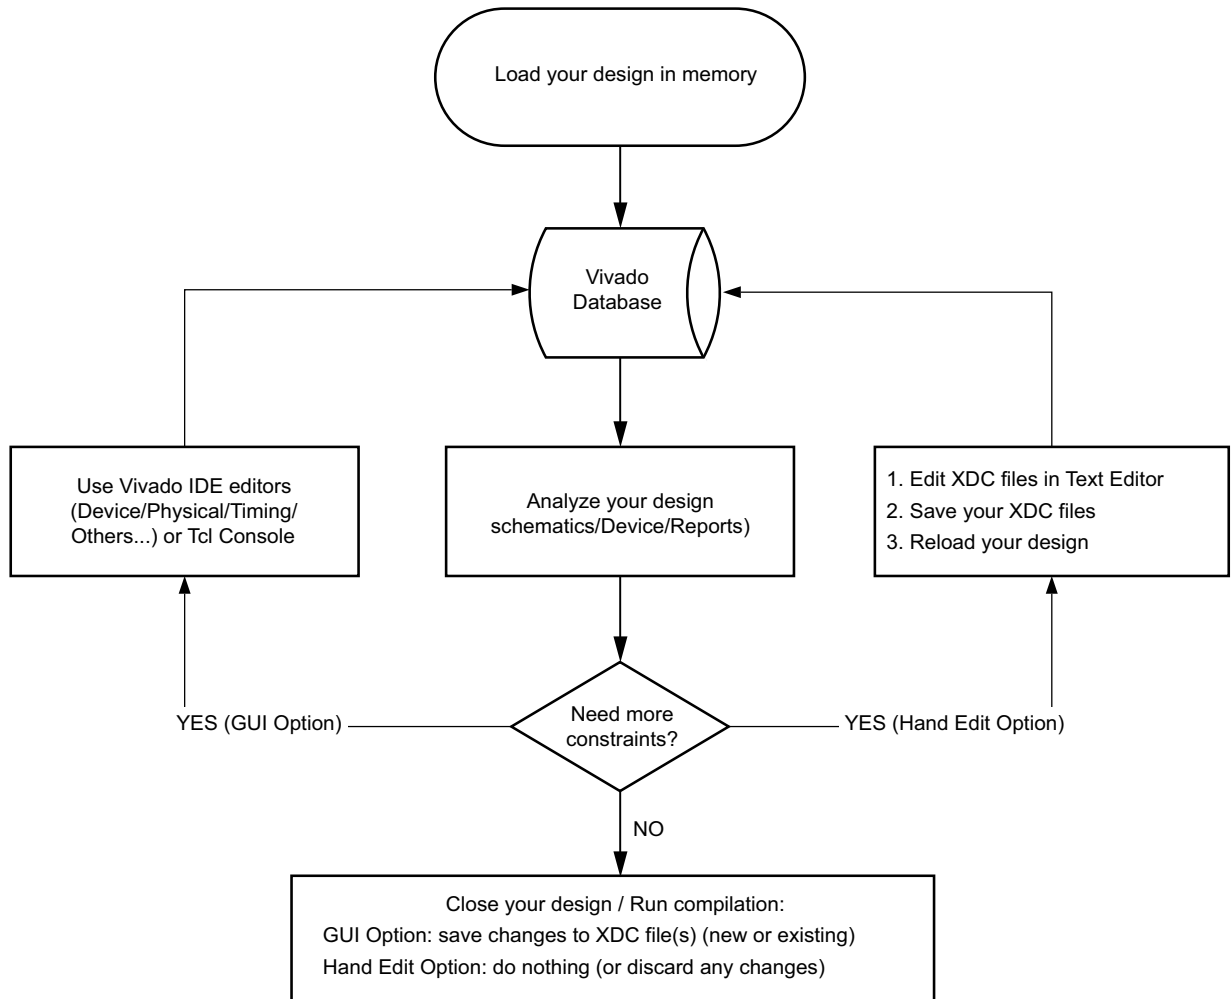 Load your design in memory
Vivado
Database
Use Vivado IDE editors
(Device/Physical/Timing/
Others...) or Tcl Console
Analyze your design
schematics/Device/Reports)
1. Edit XDC files in Text Editor
2. Save your XDC files
3. Reload your design
YES (GUI Option)
Need more
constraints?
YES (Hand Edit Option)
NO
Close your design / Run compilation:
GUI Option: save changes to XDC file(s) (new or existing)
Hand Edit Option: do nothing (or discard any changes)